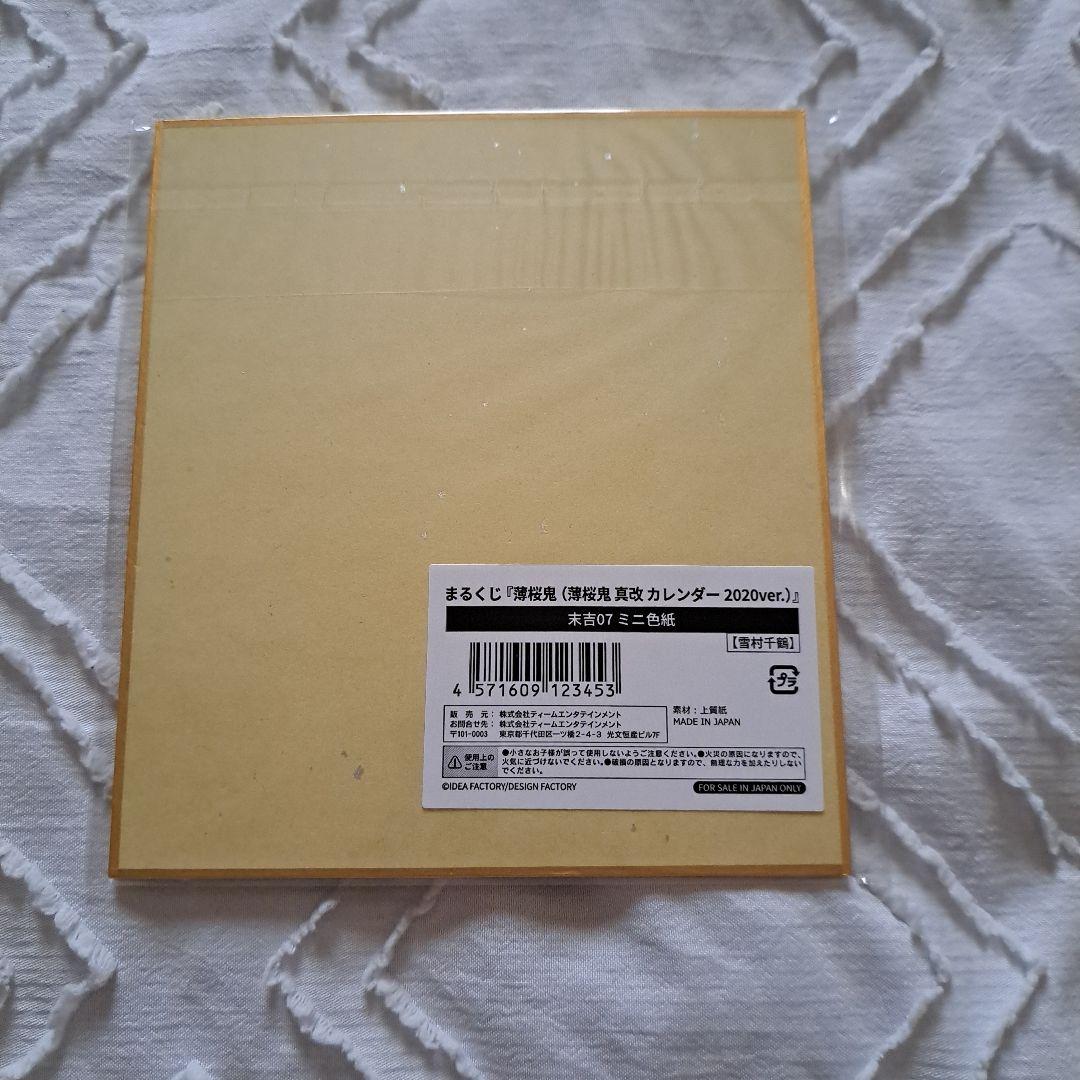 まるくじ『薄桜鬼（薄桜鬼 真改 カレンダー 2020ver.）』
末吉07 ミニ色紙
【雪村千鶴】
4 571609 123453
プラ
販売元： 株式会社ティームエンタテインメント
お問合せ先： 株式会社ティームエンタテインメント
〒101-0003 東京都千代田区一ツ橋2-4-3 光文恒産ビル7F
素材：上質紙
MADE IN JAPAN
使用上の
ご注意
●小さなお子様が誤って使用しないようご注意ください。●火災の原因になりますので、
火気に近づけないでください。●破損の原因となりますので、無理な力を加えたりしない
でください。
©IDEA FACTORY/DESIGN FACTORY
FOR SALE IN JAPAN ONLY